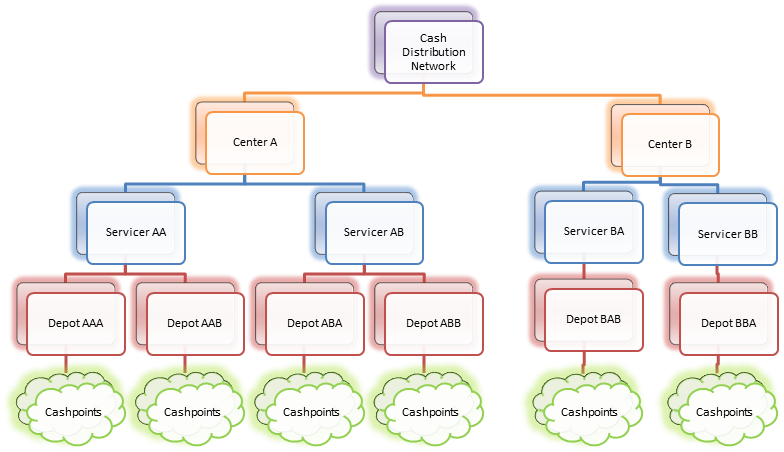 Cash
Distribution
Network
Center A
Center B
Servicer AA
Servicer AB
Servicer BA
Servicer BB
Depot AAA
Depot AAB
Depot ABA
Depot ABB
Depot BAB
Depot BBA
Cashpoints
Cashpoints
Cashpoints
Cashpoints
Cashpoints
Cashpoints